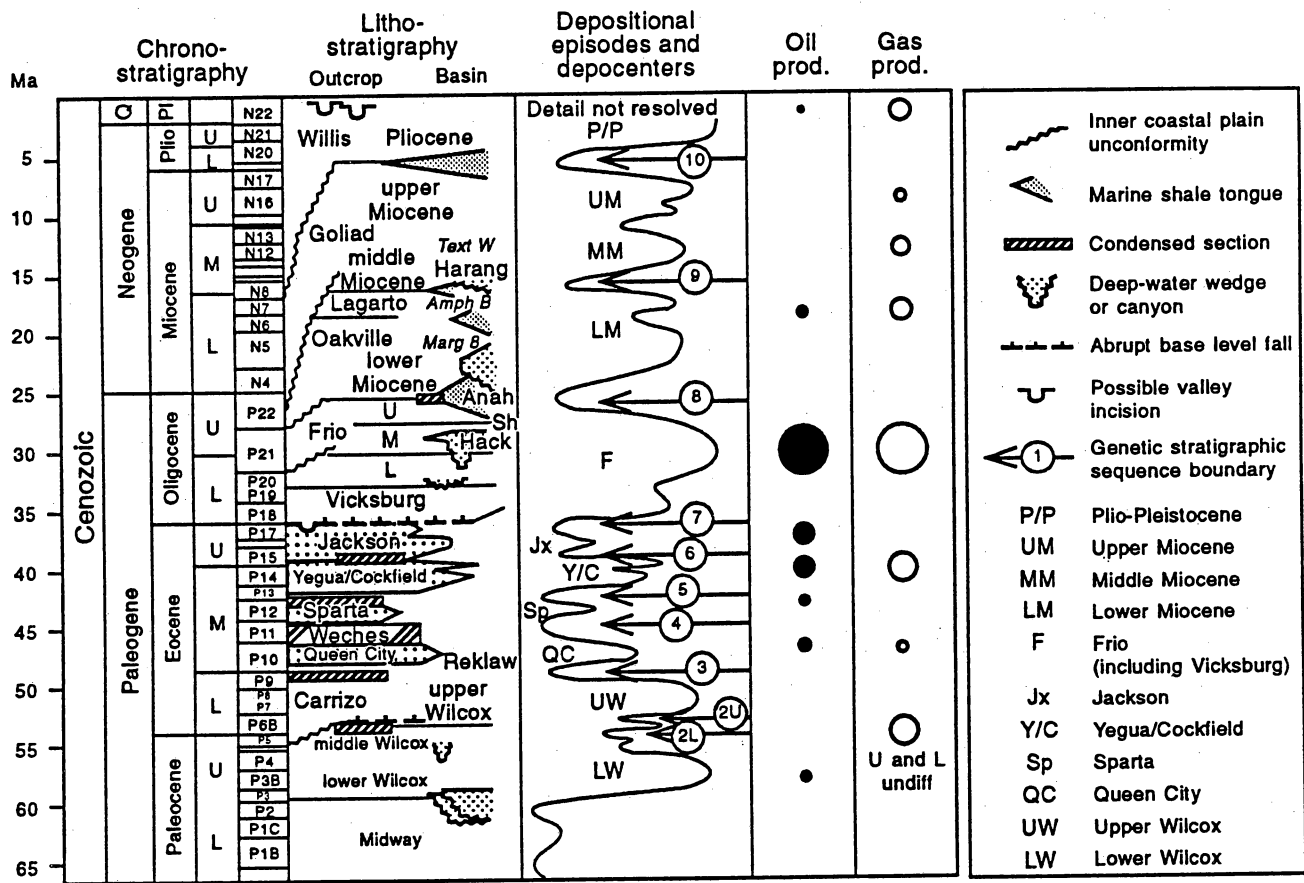 Chrono-
stratigraphy
Litho-
stratigraphy
Outcrop Basin
Depositional
episodes and
depocenters
Oil
prod.
Gas
prod.
Ma
5
10
15
20
25
30
35
40
45
50
55
60
65
Cenozoic
Q
Neogene
Paleogene
Pl
Plio
Miocene
Oligocene
Eocene
Paleocene
U
L
U
M
L
U
L
U
M
L
U
L
N22
N21
N20
N17
N16
N13
N12
N8
N7
N6
N5
N4
P22
P21
P20
P19
P18
P17
P15
P14
P13
P12
P11
P10
P9
P8
P7
P6B
P5
P4
P3B
P3
P2
P1C
P1B
Willis Pliocene
upper
Miocene
Goliad
middle
Miocene
Text W
Harang
Lagarto
Amph B
Oakville
Marg B
lower
Miocene
Anah
U
Sh
Frio
M
Hack
L
Vicksburg
Jackson
Yegua/Cockfield
Sparta
Weches
Queen City
Reklaw
Carrizo
upper
Wilcox
middle Wilcox
lower Wilcox
Midway
Detail not resolved
P/P
10
UM
MM
9
LM
8
F
7
Jx
6
Y/C
5
Sp
4
QC
3
UW
2U
2L
LW
U and L
undiff
Inner coastal plain
unconformity
Marine shale tongue
Condensed section
Deep-water wedge
or canyon
Abrupt base level fall
Possible valley
incision
1 Genetic stratigraphic
sequence boundary
P/P Plio-Pleistocene
UM Upper Miocene
MM Middle Miocene
LM Lower Miocene
F Frio
(including Vicksburg)
Jx Jackson
Y/C Yegua/Cockfield
Sp Sparta
QC Queen City
UW Upper Wilcox
LW Lower Wilcox